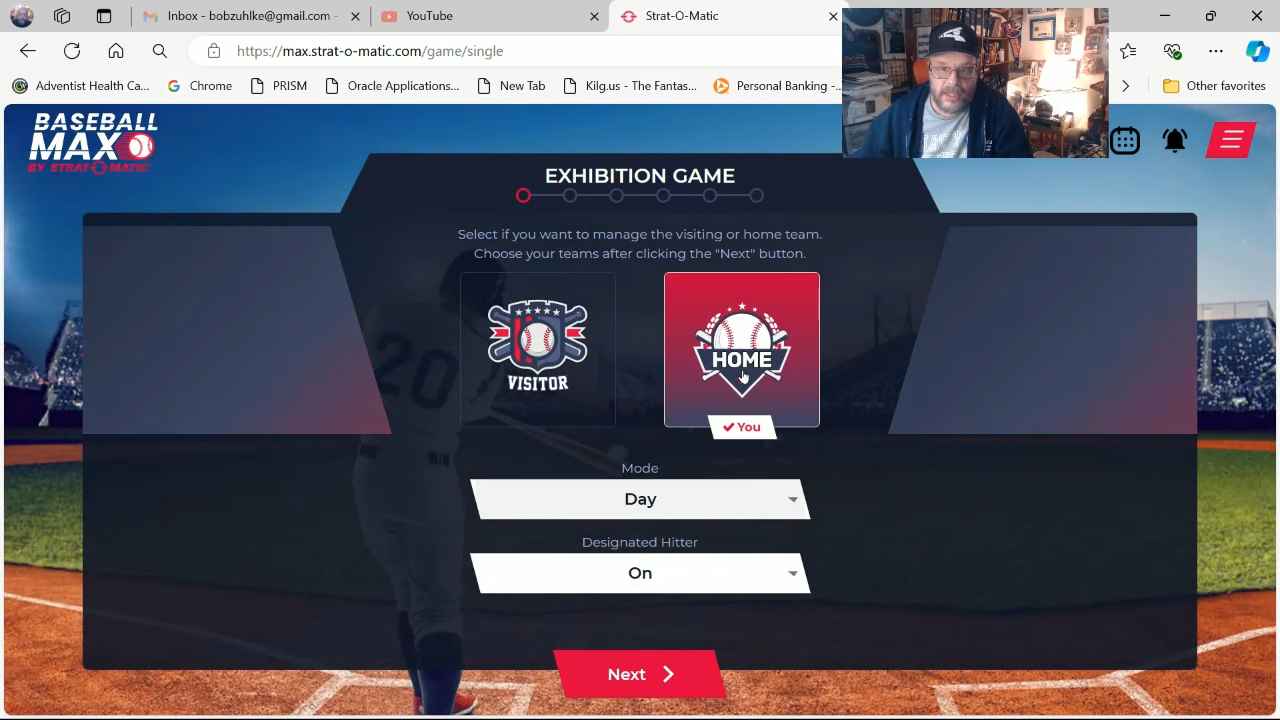 Inbox - bobzuhlke@gmail.com -
YouTube
Strat-O-Matic
https://max.strat-o-matic.com/game/single
Adventist Health Ca...
Chrome
PRISM
Oracle Applications...
New Tab
Kilg.us - The Fantas...
Personal Banking -...
Other favorites
BASEBALL
MAX
BY STRAT-O-MATIC
EXHIBITION GAME
Select if you want to manage the visiting or home team.
Choose your teams after clicking the "Next" button.
20
VISITOR
HOME
You
Mode
Day
Designated Hitter
On
Next